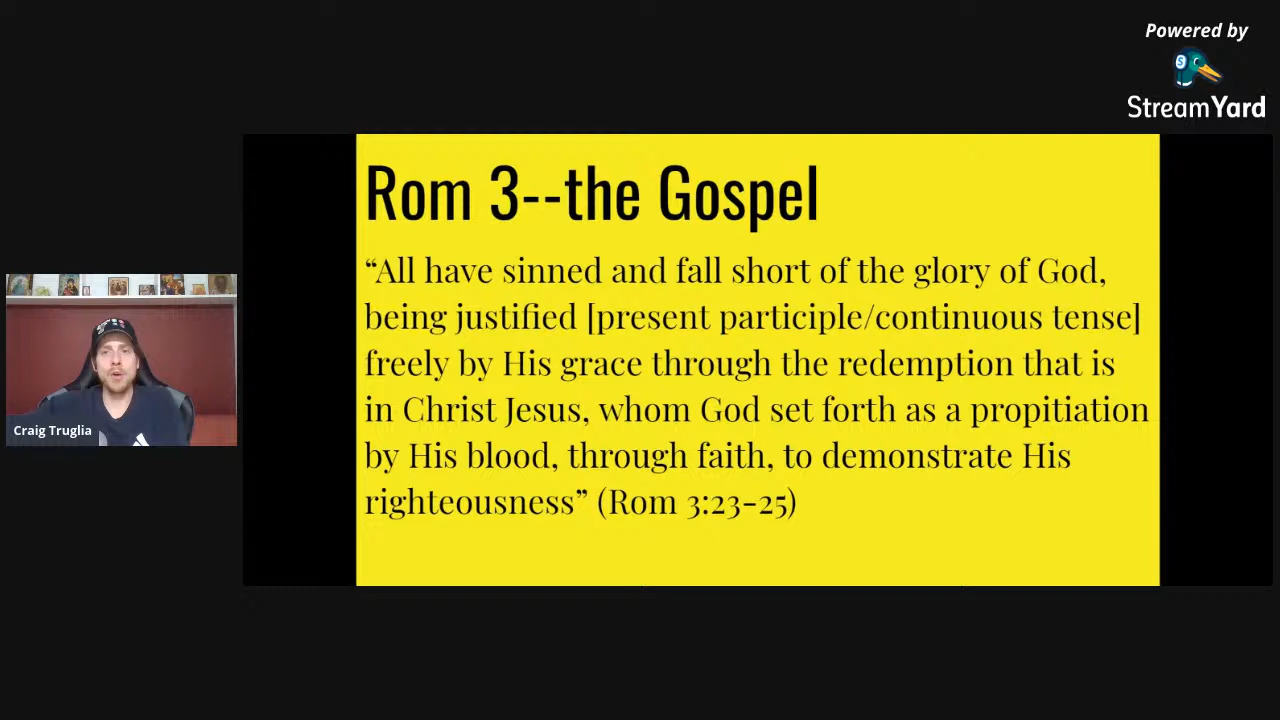 Powered by
StreamYard
Rom 3--the Gospel
“All have sinned and fall short of the glory of God,
being justified [present participle/continuous tense]
freely by His grace through the redemption that is
in Christ Jesus, whom God set forth as a propitiation
by His blood, through faith, to demonstrate His
righteousness” (Rom 3:23-25)
Craig Truglia